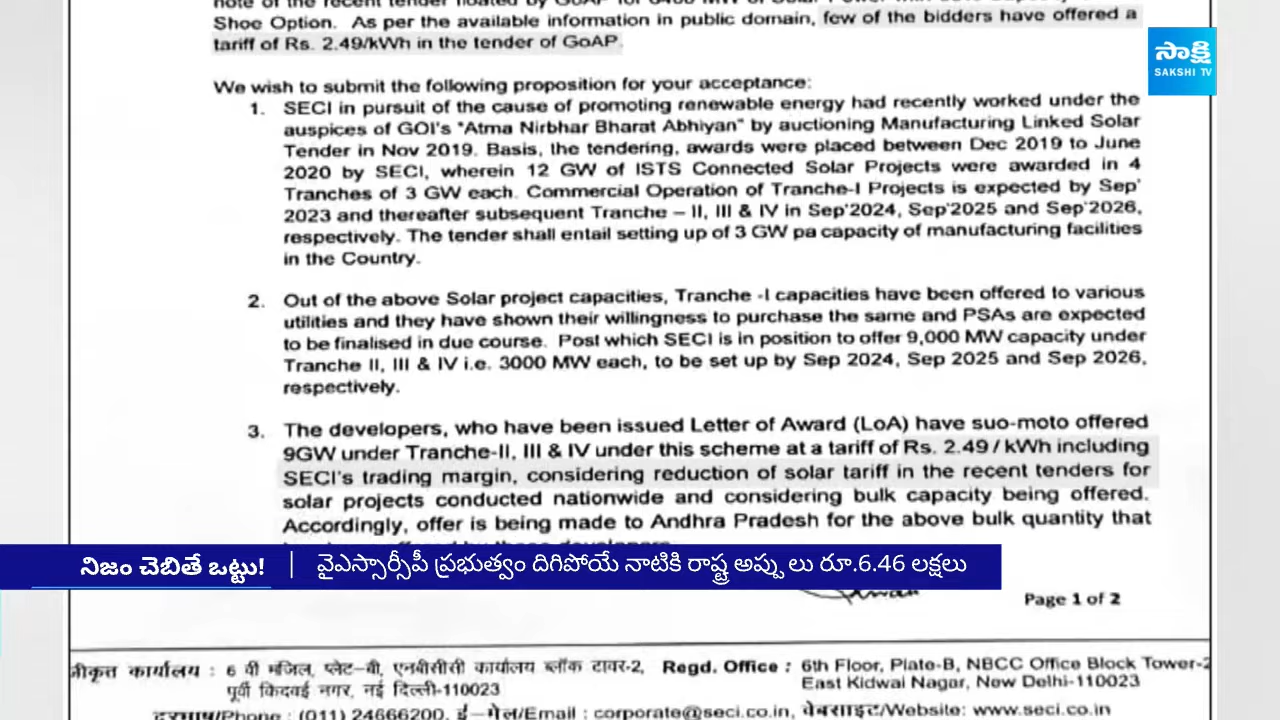 Shoe Option. As per the available information in public domain, few of the bidders have offered a
tariff of Rs. 2.49/kWh in the tender of GoAP.
సాక్షి
SAKSHI TV
We wish to submit the following proposition for your acceptance:
1. SECI in pursuit of the cause of promoting renewable energy had recently worked under the
auspices of GOI's "Atma Nirbhar Bharat Abhiyan" by auctioning Manufacturing Linked Solar
Tender in Nov 2019. Basis, the tendering, awards were placed between Dec 2019 to June
2020 by SECI, wherein 12 GW of ISTS Connected Solar Projects were awarded in 4
Tranches of 3 GW each. Commercial Operation of Tranche-I Projects is expected by Sep'
2023 and thereafter subsequent Tranche – II, III & IV in Sep'2024, Sep'2025 and Sep'2026,
respectively. The tender shall entail setting up of 3 GW pa capacity of manufacturing facilities
in the Country.
2. Out of the above Solar project capacities, Tranche -I capacities have been offered to various
utilities and they have shown their willingness to purchase the same and PSAs are expected
to be finalised in due course. Post which SECI is in position to offer 9,000 MW capacity under
Tranche II, III & IV i.e. 3000 MW each, to be set up by Sep 2024, Sep 2025 and Sep 2026,
respectively.
3. The developers, who have been issued Letter of Award (LoA) have suo-moto offered
9GW under Tranche-II, III & IV under this scheme at a tariff of Rs. 2.49 / kWh including
SECI's trading margin, considering reduction of solar tariff in the recent tenders for
solar projects conducted nationwide and considering bulk capacity being offered.
Accordingly, offer is being made to Andhra Pradesh for the above bulk quantity that
నిజం చెబితే ఒట్టు! | వైఎస్సార్సీపీ ప్రభుత్వం దిగిపోయే నాటికి రాష్ట్ర అప్పు లు రూ.6.46 లక్షలు
Page 1 of 2
जीकृत कार्यालय : 6 वी मंजिल, प्लेट-बी, एनबीसीसी कार्यालय ब्लॉक टावर-2,
पूर्वी किदवई नगर, नई दिल्ली-110023
Regd. Office : 6th Floor, Plate-B, NBCC Office Block Tower-2
East Kidwai Nagar, New Delhi-110023
दूरभाष/Phone : (011) 24666200, ई-मेल/Email : corporate@seci.co.in, वेबसाइट/Website: www.seci.co.in